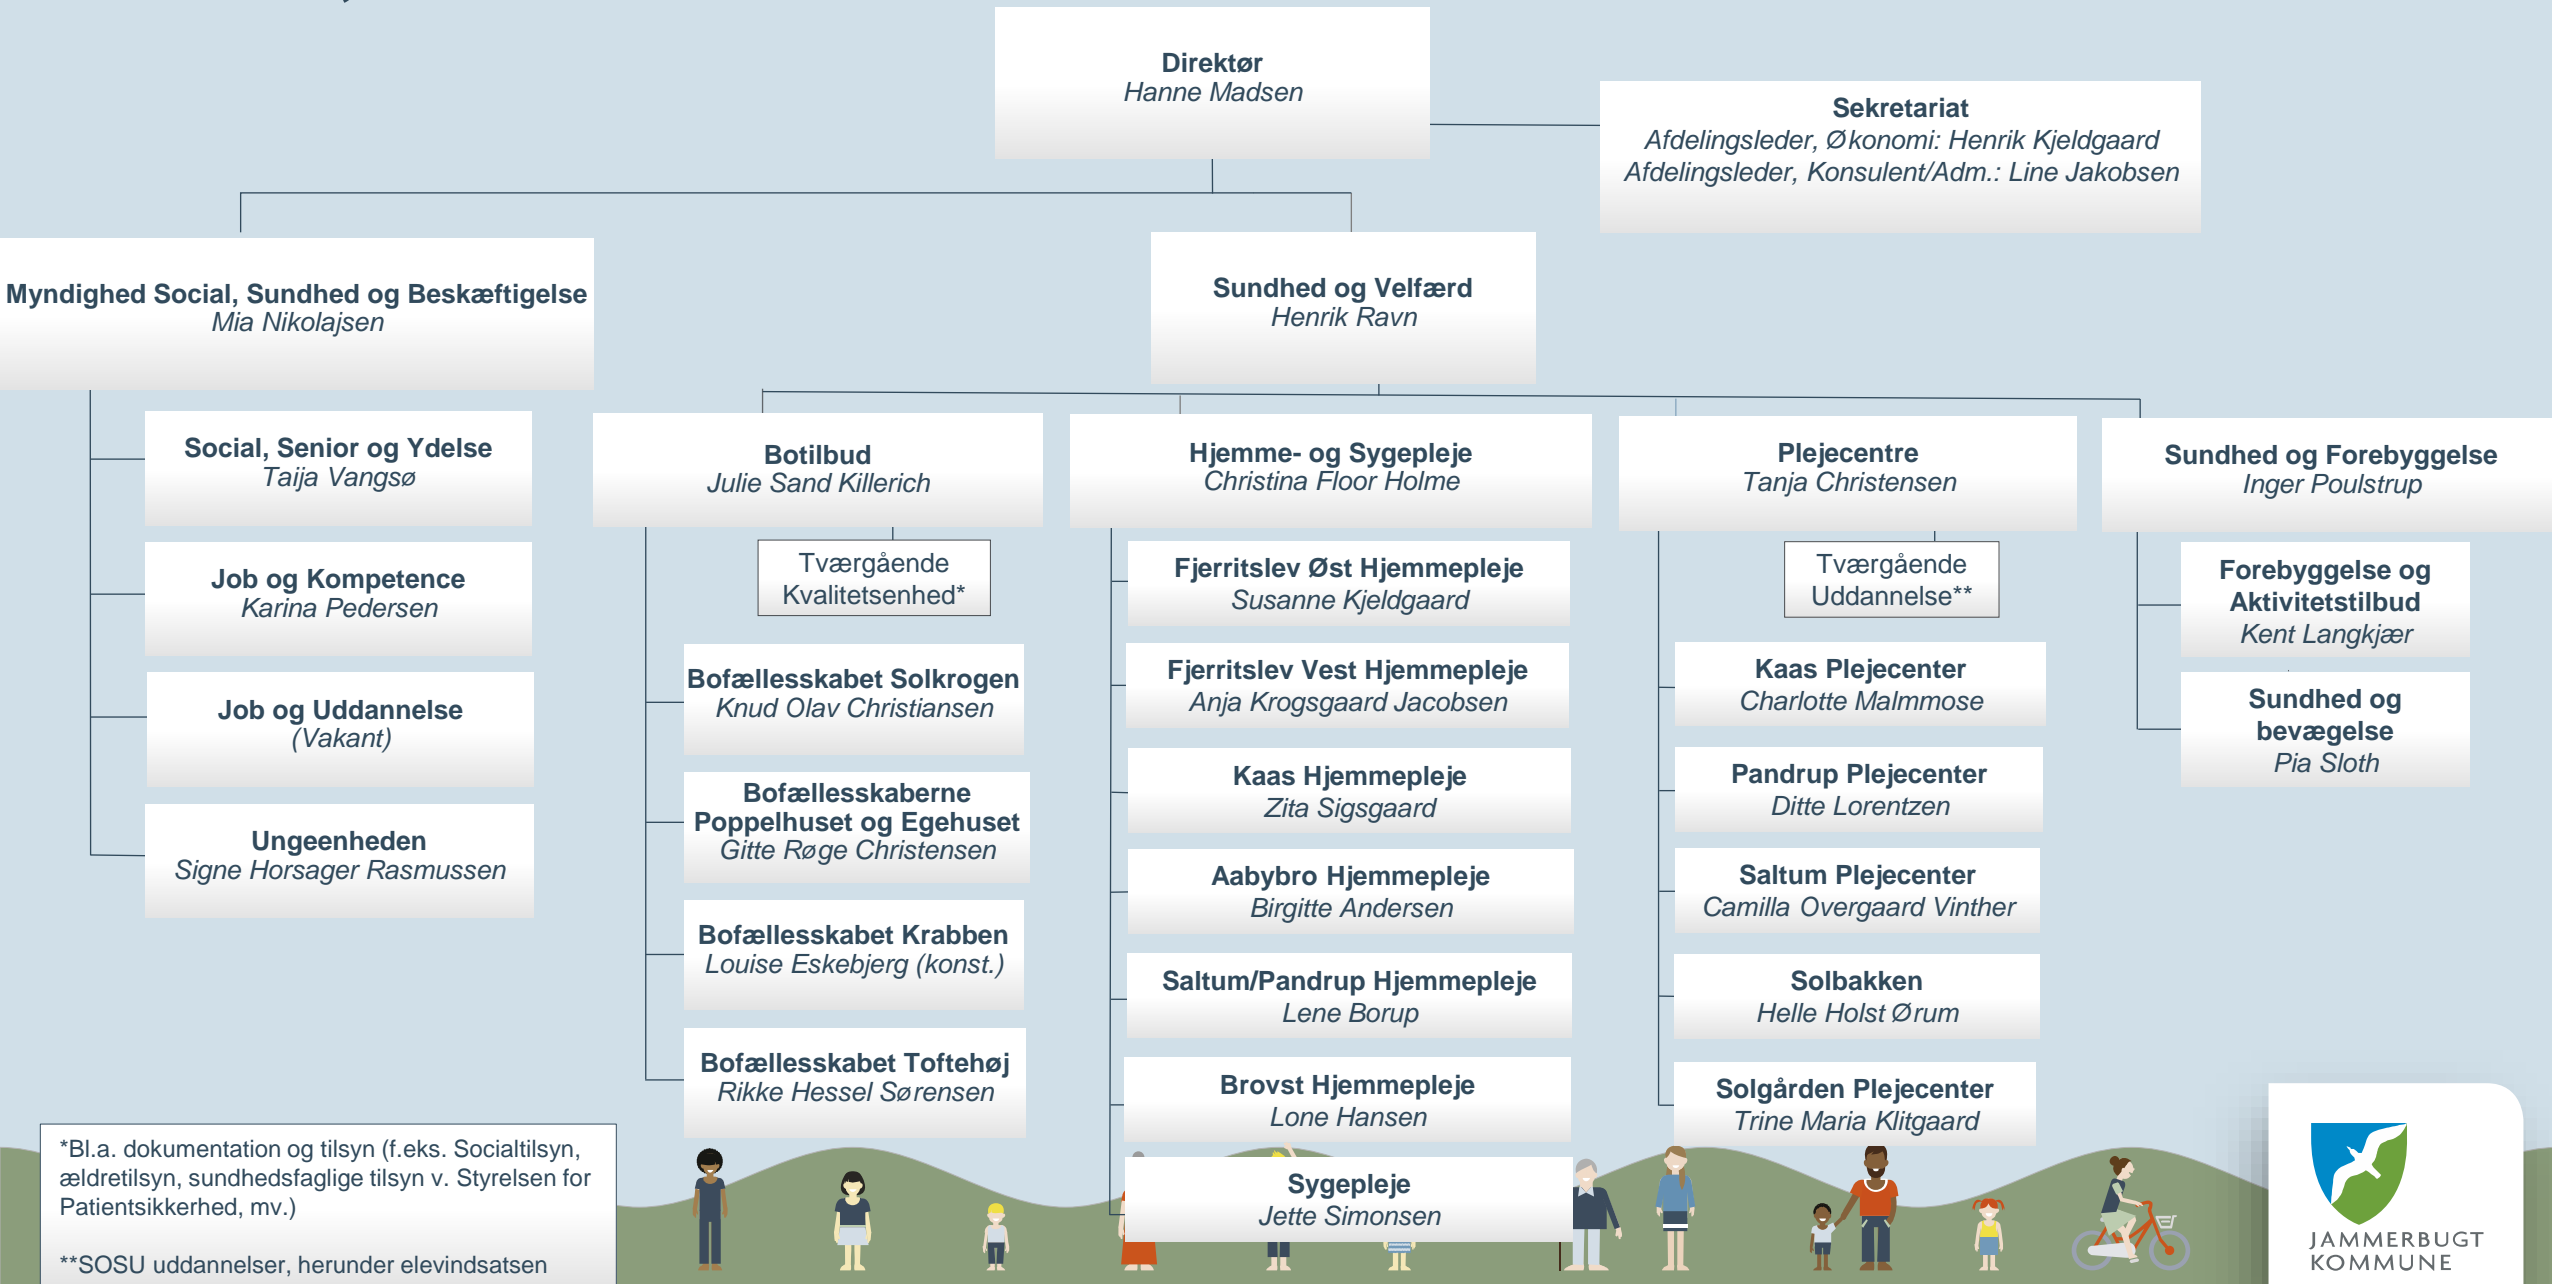 Direktør
Hanne Madsen
Sekretariat
Afdelingsleder, Økonomi: Henrik Kjeldgaard
Afdelingsleder, Konsulent/Adm.: Line Jakobsen
Myndighed Social, Sundhed og Beskæftigelse
Mia Nikolajsen
Sundhed og Velfærd
Henrik Ravn
Social, Senior og Ydelse
Taija Vangsø
Job og Kompetence
Karina Pedersen
Job og Uddannelse
(Vakant)
Ungeenheden
Signe Horsager Rasmussen
Botilbud
Julie Sand Killerich
Tværgående
Kvalitetsenhed*
Bofællesskabet Solkrogen
Knud Olav Christiansen
Bofællesskaberne
Poppelhuset og Egehuset
Gitte Røge Christensen
Bofællesskabet Krabben
Louise Eskebjerg (konst.)
Bofællesskabet Toftehøj
Rikke Hessel Sørensen
Hjemme- og Sygepleje
Christina Floor Holme
Fjerritslev Øst Hjemmepleje
Susanne Kjeldgaard
Fjerritslev Vest Hjemmepleje
Anja Krogsgaard Jacobsen
Kaas Hjemmepleje
Zita Sigsgaard
Aabybro Hjemmepleje
Birgitte Andersen
Saltum/Pandrup Hjemmepleje
Lene Borup
Brovst Hjemmepleje
Lone Hansen
Sygepleje
Jette Simonsen
Plejecentre
Tanja Christensen
Tværgående
Uddannelse**
Kaas Plejecenter
Charlotte Malmmose
Pandrup Plejecenter
Ditte Lorentzen
Saltum Plejecenter
Camilla Overgaard Vinther
Solbakken
Helle Holst Ørum
Solgården Plejecenter
Trine Maria Klitgaard
Sundhed og Forebyggelse
Inger Poulstrup
Forebyggelse og
Aktivitetstilbud
Kent Langkjær
Sundhed og
bevægelse
Pia Sloth
*Bl.a. dokumentation og tilsyn (f.eks. Socialtilsyn,
ældretilsyn, sundhedsfaglige tilsyn v. Styrelsen for
Patientsikkerhed, mv.)
**SOSU uddannelser, herunder elevindsatsen
JAMMERBUGT
KOMMUNE